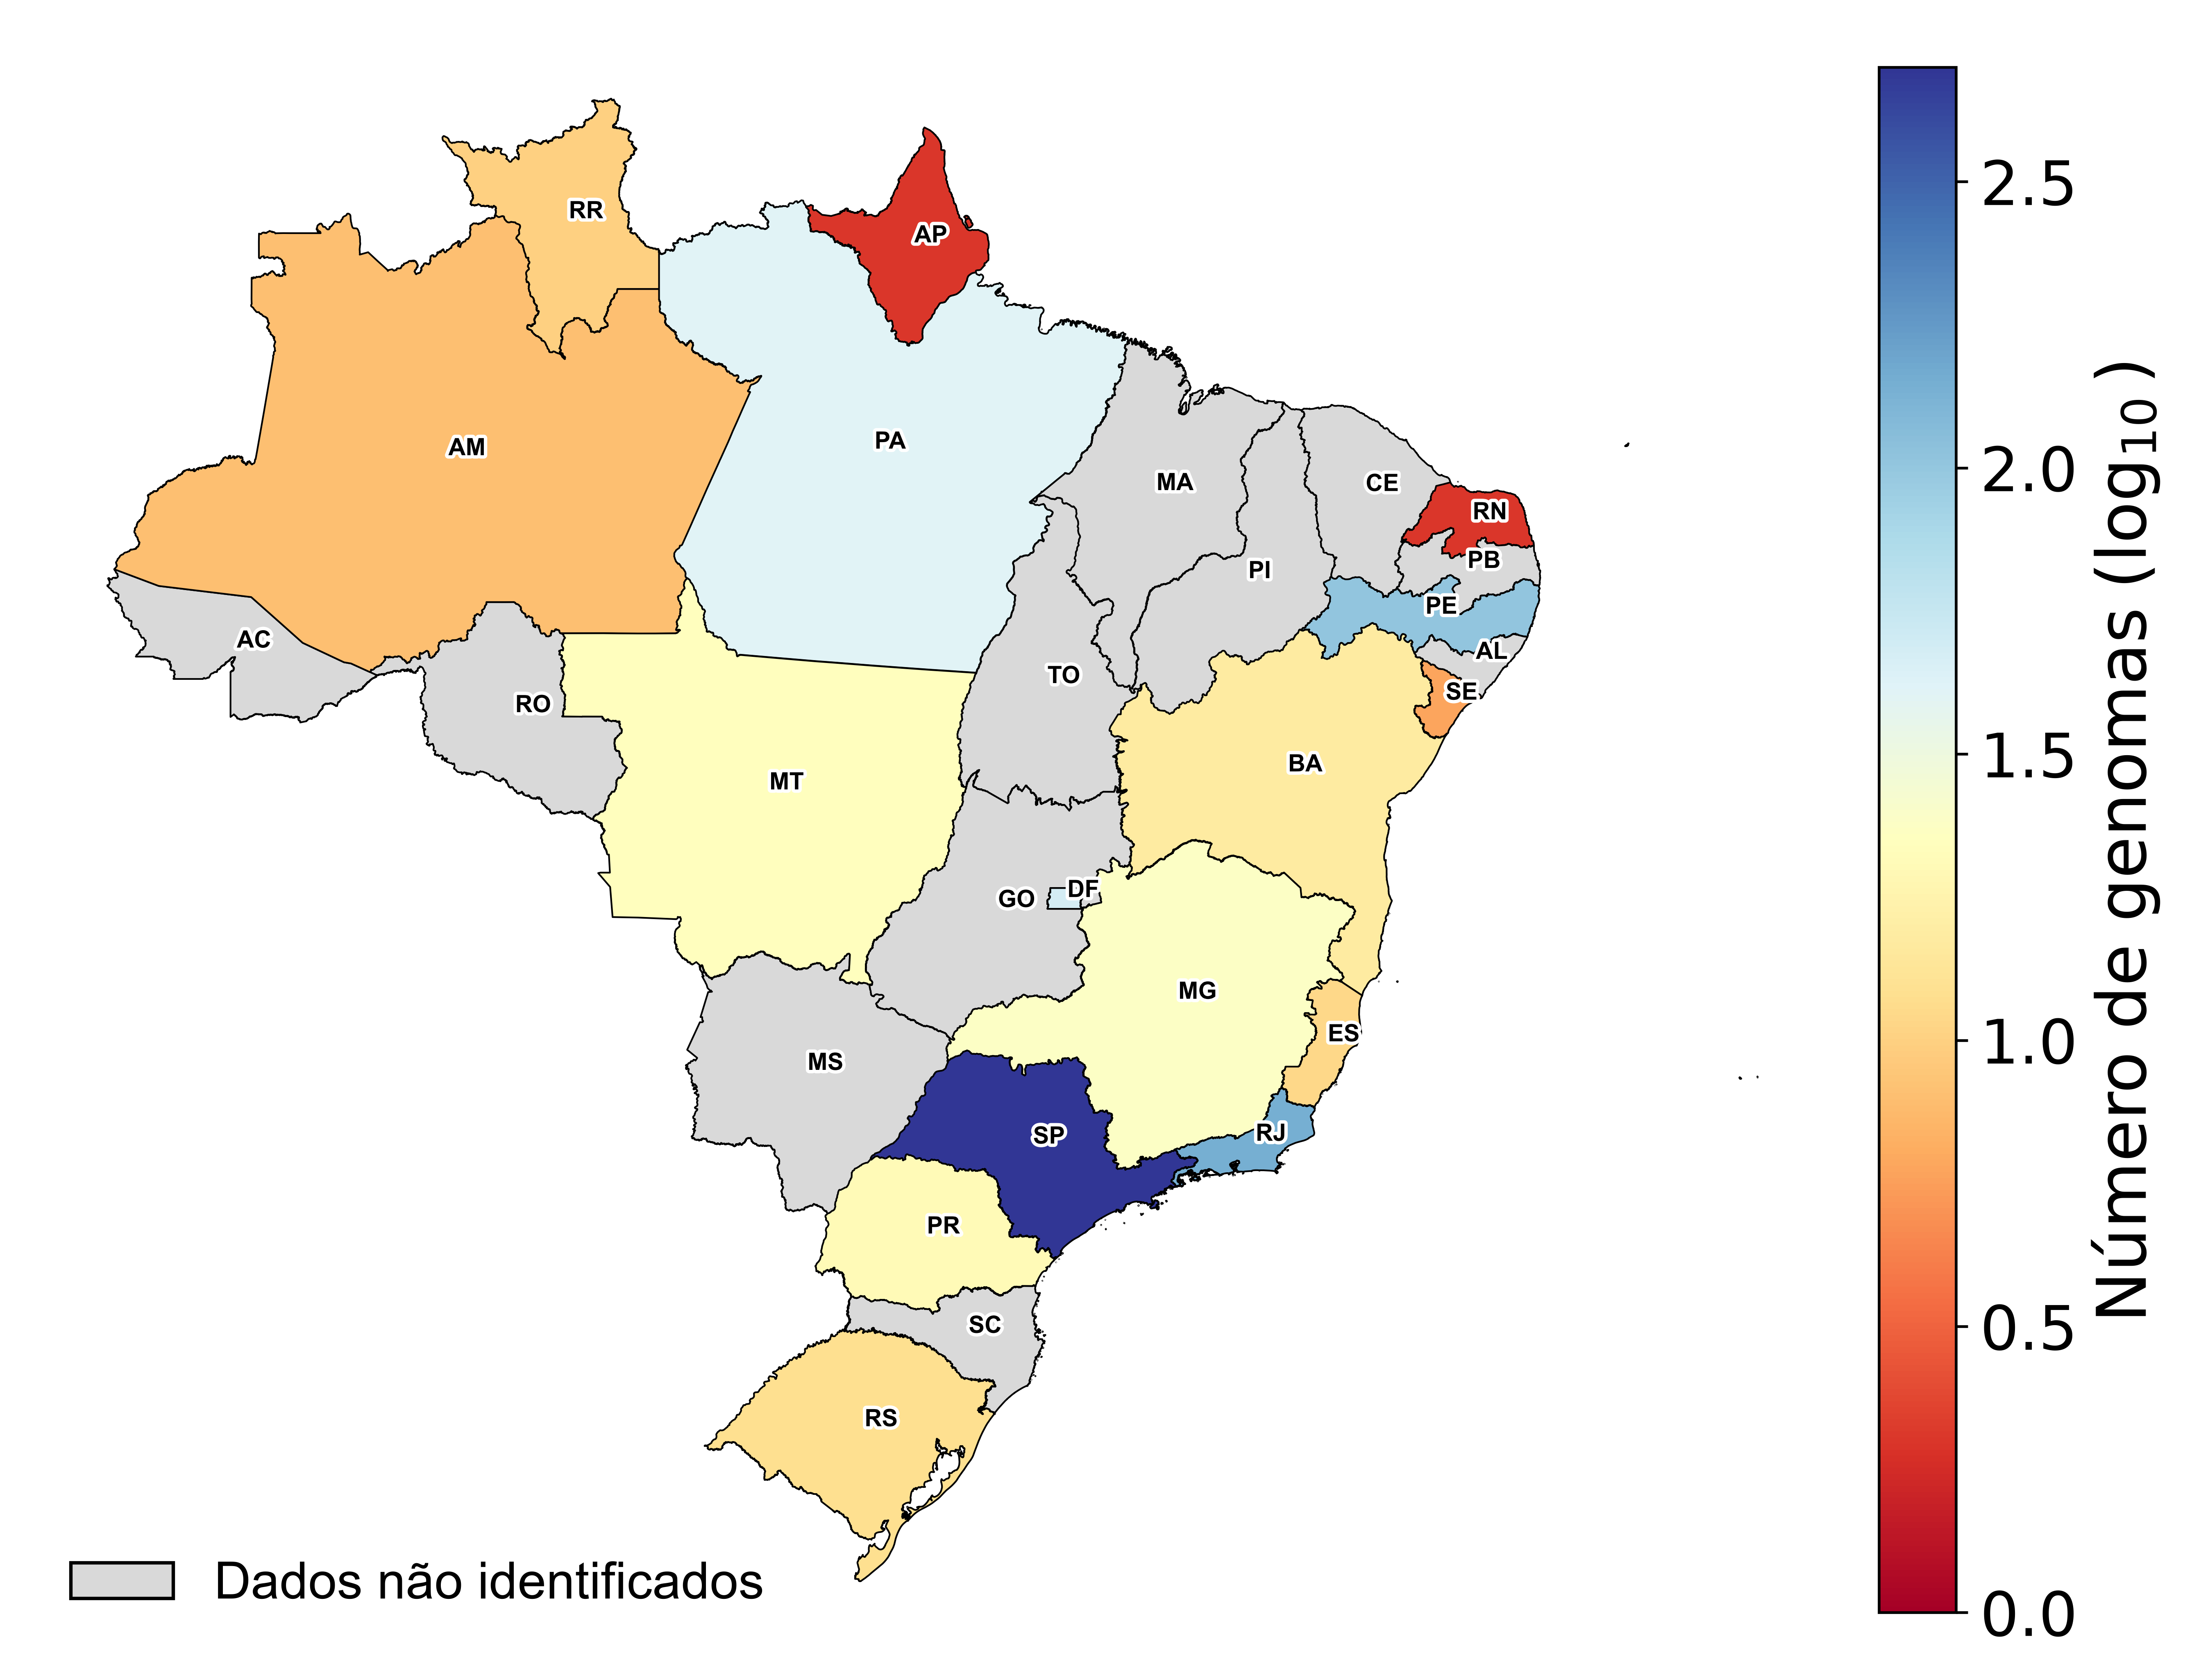 RR
AP
AM
PA
MA
CE
RN
PB
PI
PE
AC
AL
TO
SE
RO
BA
MT
DF
GO
MG
ES
MS
RJ
SP
PR
SC
RS
Dados não identificados
2.5
2.0
1.5
1.0
0.5
0.0
Número de genomas (log₁₀ )